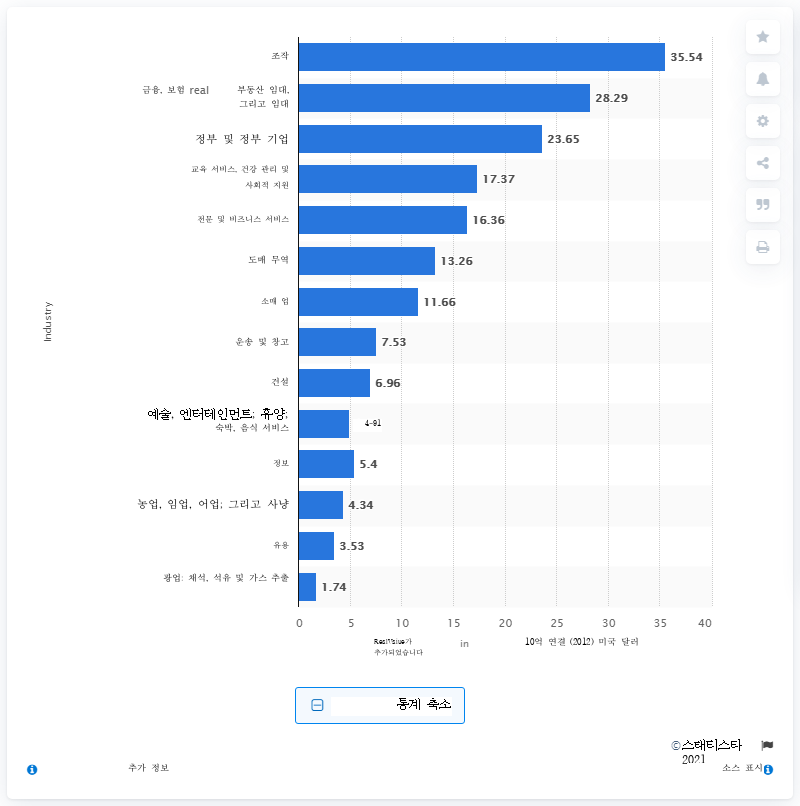 조작
35.54
금융, 보험 real 부동산 임대,
그리고 임대
28.29
정부 및 정부 기업
23.65
교육 서비스, 건강 관리 및
사회적 지원
17.37
전문 및 비즈니스 서비스
16.36
도매 무역
13.26
소매 업
11.66
운송 및 창고
7.53
건설
6.96
예술, 엔터테인먼트; 휴양;
숙박, 음식 서비스
4-91
정보
5.4
농업, 임업, 어업; 그리고 사냥
4.34
유용
3.53
광업: 채석, 석유 및 가스 추출
1.74
Industry
0 5 10 15 20 25 30 35 40
in 10억 연결 (2012) 미국 달러
추가되었습니다
통계 축소
©스태티스타
2021
추가 정보
소스 표시